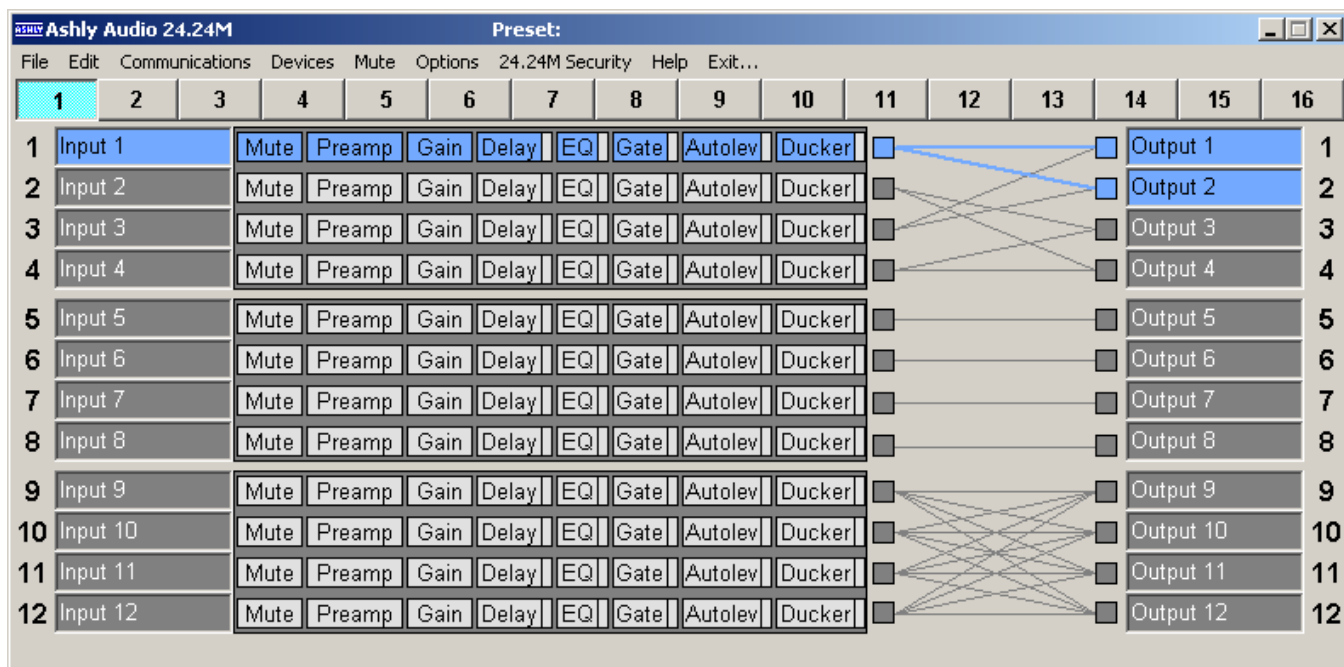 ASHLY Ashly Audio 24.24M Preset:
File Edit Communications Devices Mute Options 24.24M Security Help Exit...
1 2 3 4 5 6 7 8 9 10 11 12 13 14 15 16
1 Input 1 Mute Preamp Gain Delay EQ Gate Autolev Ducker Output 1 1
2 Input 2 Mute Preamp Gain Delay EQ Gate Autolev Ducker Output 2 2
3 Input 3 Mute Preamp Gain Delay EQ Gate Autolev Ducker Output 3 3
4 Input 4 Mute Preamp Gain Delay EQ Gate Autolev Ducker Output 4 4
5 Input 5 Mute Preamp Gain Delay EQ Gate Autolev Ducker Output 5 5
6 Input 6 Mute Preamp Gain Delay EQ Gate Autolev Ducker Output 6 6
7 Input 7 Mute Preamp Gain Delay EQ Gate Autolev Ducker Output 7 7
8 Input 8 Mute Preamp Gain Delay EQ Gate Autolev Ducker Output 8 8
9 Input 9 Mute Preamp Gain Delay EQ Gate Autolev Ducker Output 9 9
10 Input 10 Mute Preamp Gain Delay EQ Gate Autolev Ducker Output 10 10
11 Input 11 Mute Preamp Gain Delay EQ Gate Autolev Ducker Output 11 11
12 Input 12 Mute Preamp Gain Delay EQ Gate Autolev Ducker Output 12 12